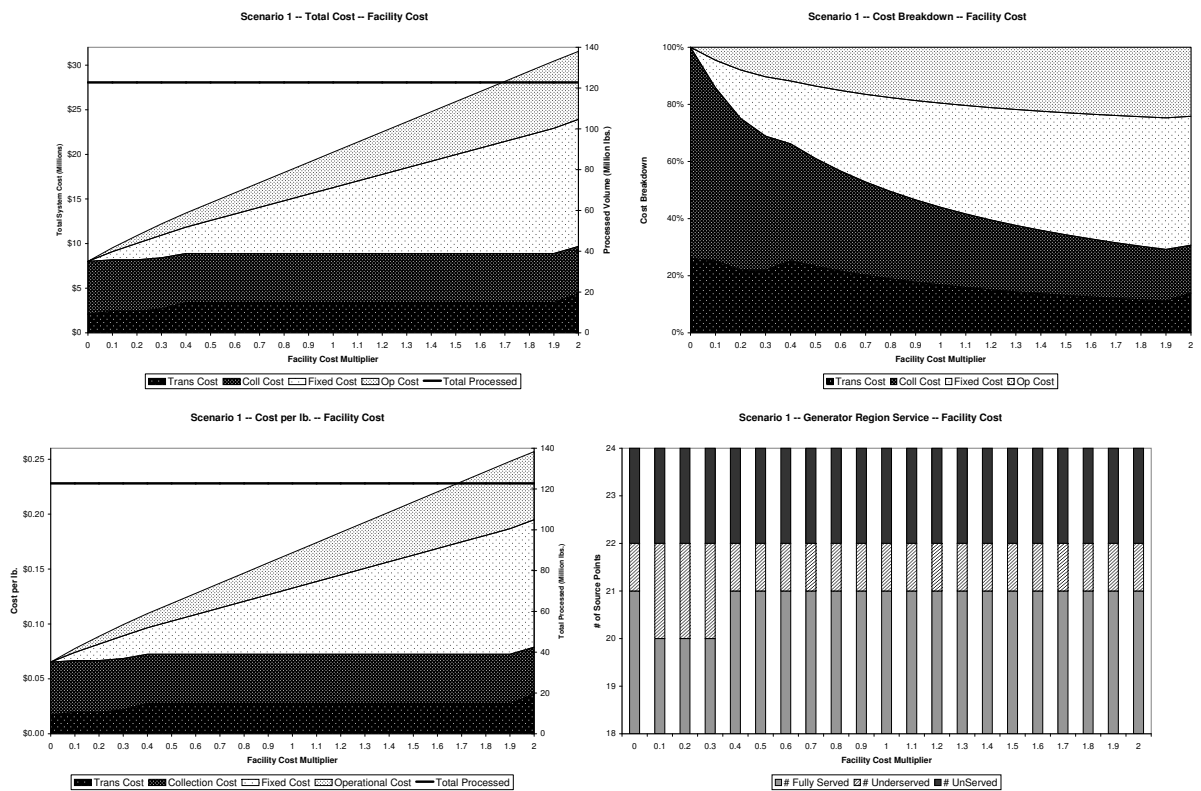 Scenario 1 -- Total Cost -- Facility Cost
$30
$25
$20
$15
$10
$5
$0
Total System Cost (Millions)
140
120
100
80
60
40
20
0
Processed Volume (Million lbs.)
0 0.1 0.2 0.3 0.4 0.5 0.6 0.7 0.8 0.9 1 1.1 1.2 1.3 1.4 1.5 1.6 1.7 1.8 1.9 2
Facility Cost Multiplier
Trans Cost Coll Cost Fixed Cost Op Cost Total Processed
Scenario 1 -- Cost Breakdown -- Facility Cost
100%
80%
60%
40%
20%
0%
Cost Breakdown
0 0.1 0.2 0.3 0.4 0.5 0.6 0.7 0.8 0.9 1 1.1 1.2 1.3 1.4 1.5 1.6 1.7 1.8 1.9 2
Facility Cost Multiplier
Trans Cost Coll Cost Fixed Cost Op Cost
Scenario 1 -- Cost per lb. -- Facility Cost
$0.25
$0.20
$0.15
$0.10
$0.05
$0.00
Cost per lb.
140
120
100
80
60
40
20
0
Total Processed (Million lbs.)
0 0.1 0.2 0.3 0.4 0.5 0.6 0.7 0.8 0.9 1 1.1 1.2 1.3 1.4 1.5 1.6 1.7 1.8 1.9 2
Facility Cost Multiplier
Trans Cost Collection Cost Fixed Cost Operational Cost Total Processed
Scenario 1 -- Generator Region Service -- Facility Cost
24
23
22
21
20
19
18
# of Source Points
0 0.1 0.2 0.3 0.4 0.5 0.6 0.7 0.8 0.9 1 1.1 1.2 1.3 1.4 1.5 1.6 1.7 1.8 1.9 2
Facility Cost Multiplier
# Fully Served # Underserved # UnServed